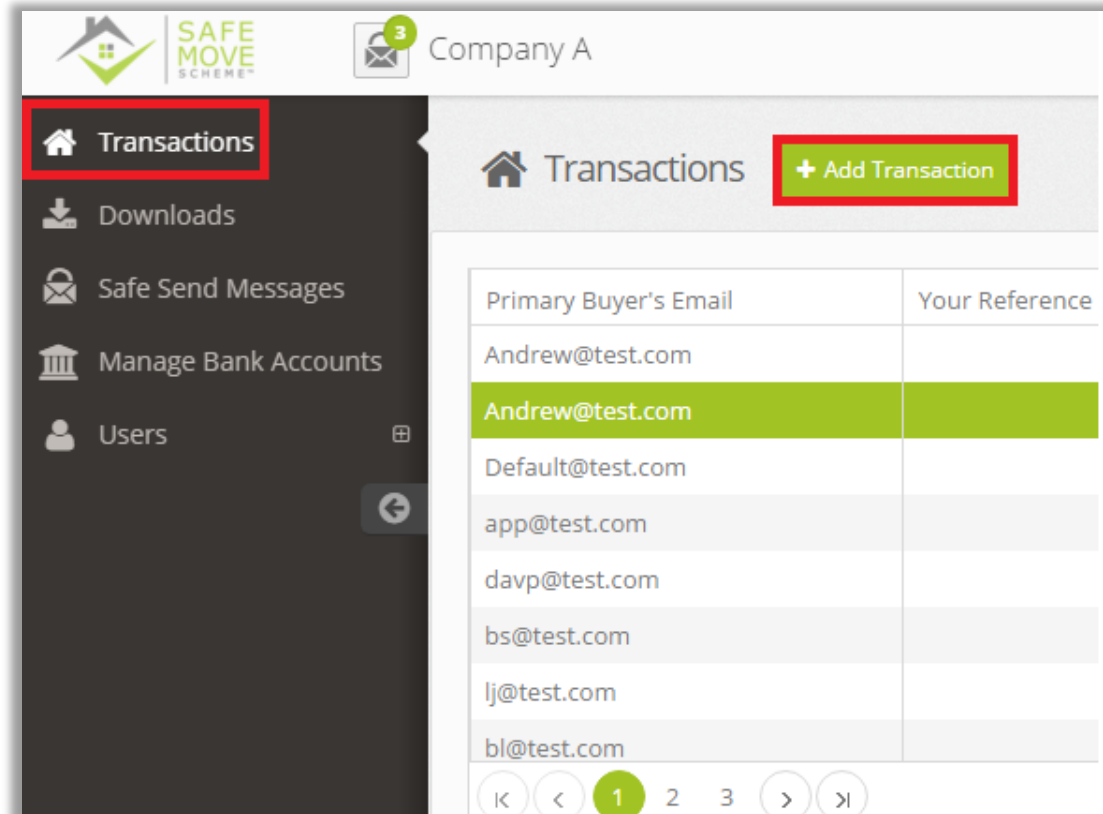 SAFE
MOVE
SCHEME™
3
Company A
Transactions
Downloads
Safe Send Messages
Manage Bank Accounts
Users
Transactions
+ Add Transaction
Primary Buyer's Email Your Reference
Andrew@test.com
Andrew@test.com
Default@test.com
app@test.com
davp@test.com
bs@test.com
lj@test.com
bl@test.com
1 2 3